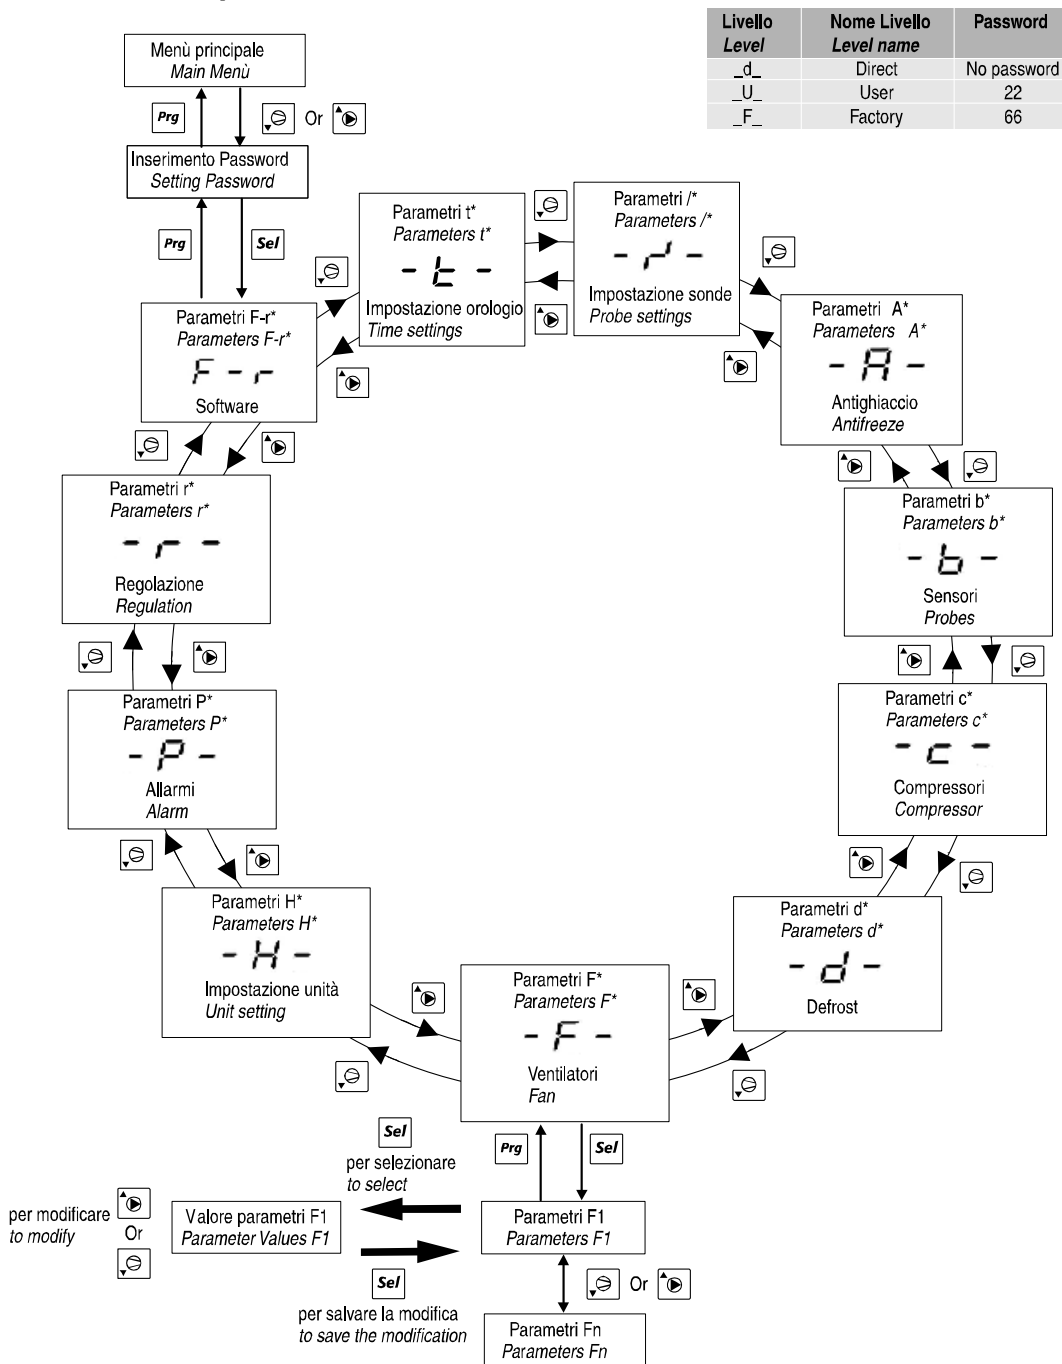 Livello Nome Livello Password
Level Level name
_d_ Direct No password
_U_ User 22
_F_ Factory 66
Menù principale
Main Menù
Prg Or
Inserimento Password
Setting Password
Prg Sel
Parametri F-r*
Parameters F-r*
F-r
Software
Parametri t*
Parameters t*
- t -
Impostazione orologio
Time settings
Parametri /*
Parameters /*
- / -
Impostazione sonde
Probe settings
Parametri A*
Parameters A*
- A -
Antighiaccio
Antifreeze
Parametri r*
Parameters r*
- r -
Regolazione
Regulation
Parametri b*
Parameters b*
- b -
Sensori
Probes
Parametri P*
Parameters P*
- P -
Allarmi
Alarm
Parametri c*
Parameters c*
- c -
Compressori
Compressor
Parametri H*
Parameters H*
- H -
Impostazione unità
Unit setting
Parametri d*
Parameters d*
- d -
Defrost
Parametri F*
Parameters F*
- F -
Ventilatori
Fan
Sel Prg Sel
per selezionare
to select
per modificare
to modify
Or
Valore parametri F1
Parameter Values F1
Parametri F1
Parameters F1
Sel Or
per salvare la modifica
to save the modification
Parametri Fn
Parameters Fn